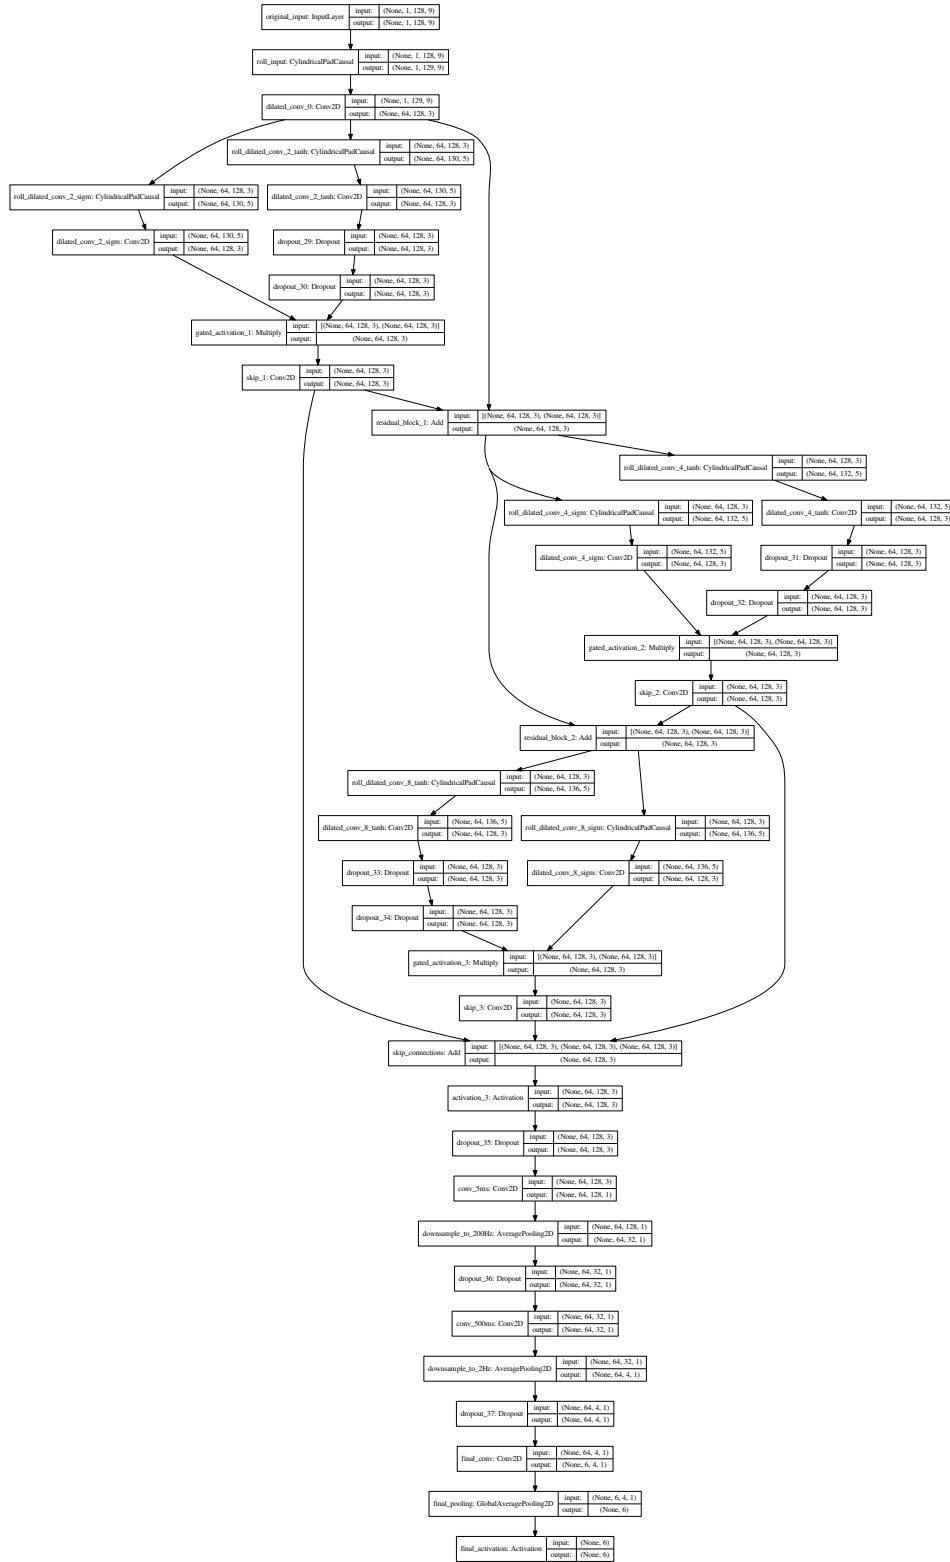 original_input: InputLayer input: (None, 1, 128, 9)
output: (None, 1, 128, 9)
roll_input: CylindricalPadCausal input: (None, 1, 128, 9)
output: (None, 1, 129, 9)
dilated_conv_0: Conv2D input: (None, 1, 129, 9)
output: (None, 64, 128, 3)
roll_dilated_conv_2_tanh: CylindricalPadCausal input: (None, 64, 128, 3)
output: (None, 64, 130, 5)
roll_dilated_conv_2_sigm: CylindricalPadCausal input: (None, 64, 128, 3)
output: (None, 64, 130, 5)
dilated_conv_2_tanh: Conv2D input: (None, 64, 130, 5)
output: (None, 64, 128, 3)
dilated_conv_2_sigm: Conv2D input: (None, 64, 130, 5)
output: (None, 64, 128, 3)
dropout_29: Dropout input: (None, 64, 128, 3)
output: (None, 64, 128, 3)
dropout_30: Dropout input: (None, 64, 128, 3)
output: (None, 64, 128, 3)
gated_activation_1: Multiply input: [(None, 64, 128, 3), (None, 64, 128, 3)]
output: (None, 64, 128, 3)
skip_1: Conv2D input: (None, 64, 128, 3)
output: (None, 64, 128, 3)
residual_block_1: Add input: [(None, 64, 128, 3), (None, 64, 128, 3)]
output: (None, 64, 128, 3)
roll_dilated_conv_4_tanh: CylindricalPadCausal input: (None, 64, 128, 3)
output: (None, 64, 132, 5)
roll_dilated_conv_4_sigm: CylindricalPadCausal input: (None, 64, 128, 3)
output: (None, 64, 132, 5)
dilated_conv_4_tanh: Conv2D input: (None, 64, 132, 5)
output: (None, 64, 128, 3)
dilated_conv_4_sigm: Conv2D input: (None, 64, 132, 5)
output: (None, 64, 128, 3)
dropout_31: Dropout input: (None, 64, 128, 3)
output: (None, 64, 128, 3)
dropout_32: Dropout input: (None, 64, 128, 3)
output: (None, 64, 128, 3)
gated_activation_2: Multiply input: [(None, 64, 128, 3), (None, 64, 128, 3)]
output: (None, 64, 128, 3)
skip_2: Conv2D input: (None, 64, 128, 3)
output: (None, 64, 128, 3)
residual_block_2: Add input: [(None, 64, 128, 3), (None, 64, 128, 3)]
output: (None, 64, 128, 3)
roll_dilated_conv_8_tanh: CylindricalPadCausal input: (None, 64, 128, 3)
output: (None, 64, 136, 5)
dilated_conv_8_tanh: Conv2D input: (None, 64, 136, 5)
output: (None, 64, 128, 3)
roll_dilated_conv_8_sigm: CylindricalPadCausal input: (None, 64, 128, 3)
output: (None, 64, 136, 5)
dropout_33: Dropout input: (None, 64, 128, 3)
output: (None, 64, 128, 3)
dilated_conv_8_sigm: Conv2D input: (None, 64, 136, 5)
output: (None, 64, 128, 3)
dropout_34: Dropout input: (None, 64, 128, 3)
output: (None, 64, 128, 3)
gated_activation_3: Multiply input: [(None, 64, 128, 3), (None, 64, 128, 3)]
output: (None, 64, 128, 3)
skip_3: Conv2D input: (None, 64, 128, 3)
output: (None, 64, 128, 3)
skip_connections: Add input: [(None, 64, 128, 3), (None, 64, 128, 3), (None, 64, 128, 3)]
output: (None, 64, 128, 3)
activation_3: Activation input: (None, 64, 128, 3)
output: (None, 64, 128, 3)
dropout_35: Dropout input: (None, 64, 128, 3)
output: (None, 64, 128, 3)
conv_5ms: Conv2D input: (None, 64, 128, 3)
output: (None, 64, 128, 1)
downsample_to_200Hz: AveragePooling2D input: (None, 64, 128, 1)
output: (None, 64, 32, 1)
dropout_36: Dropout input: (None, 64, 32, 1)
output: (None, 64, 32, 1)
conv_500ms: Conv2D input: (None, 64, 32, 1)
output: (None, 64, 32, 1)
downsample_to_2Hz: AveragePooling2D input: (None, 64, 32, 1)
output: (None, 64, 4, 1)
dropout_37: Dropout input: (None, 64, 4, 1)
output: (None, 64, 4, 1)
final_conv: Conv2D input: (None, 64, 4, 1)
output: (None, 6, 4, 1)
final_pooling: GlobalAveragePooling2D input: (None, 6, 4, 1)
output: (None, 6)
final_activation: Activation input: (None, 6)
output: (None, 6)